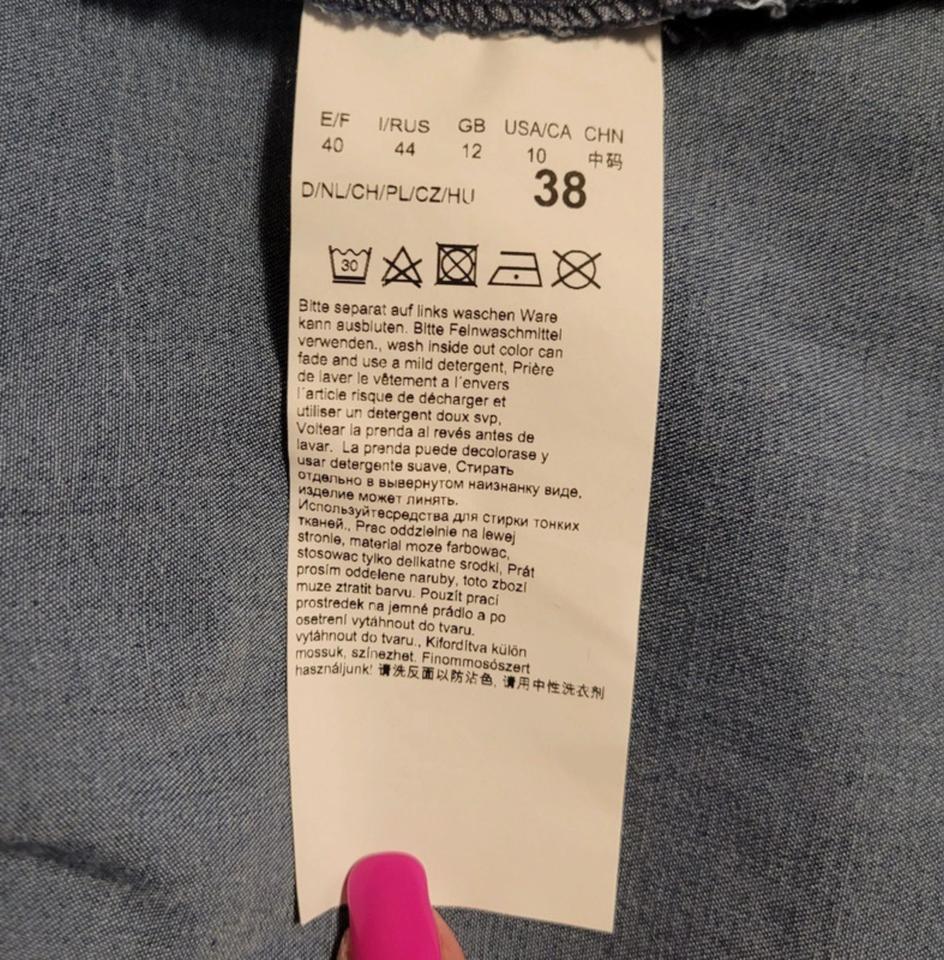 E/F I/RUS GB USA/CA CHN
40 44 12 10 中码
D/NL/CH/PL/CZ/HU 38
30
Bitte separat auf links waschen Ware
kann ausbluten. Bitte Feinwaschmittel
verwenden., wash inside out color can
fade and use a mild detergent, Prière
de laver le vêtement a l´envers
l´article risque de décharger et
utiliser un detergent doux svp,
Voltear la prenda al revés antes de
lavar. La prenda puede decolorase y
usar detergente suave, Стирать
отдельно в вывернутом наизнанку виде.
изделие может линять.
Используйтесредства для стирки тонких
тканей., Prac oddzielnie na lewej
stronie, material moze farbowac,
stosowac tylko delikatne srodki, Prát
prosím oddelene naruby, toto zbozí
muze ztratit barvu. Pouzít prací
prostredek na jemné prádlo a po
osetrení vytáhnout do tvaru.
vytáhnout do tvaru., Kifordítva külön
mossuk, színezhet. Finommosószert
használjunk! 请洗反面以防沾色, 请用中性洗衣剂